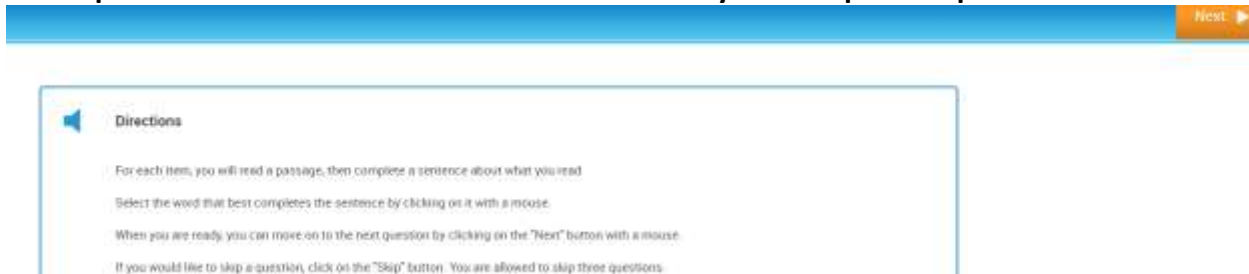 Next
Directions
For each item, you will read a passage, then complete a sentence about what you read
Select the word that best completes the sentence by clicking on it with a mouse.
When you are ready, you can move on to the next question by clicking on the "Next" button with a mouse.
If you would like to skip a question, click on the "Skip" button. You are allowed to skip three questions.